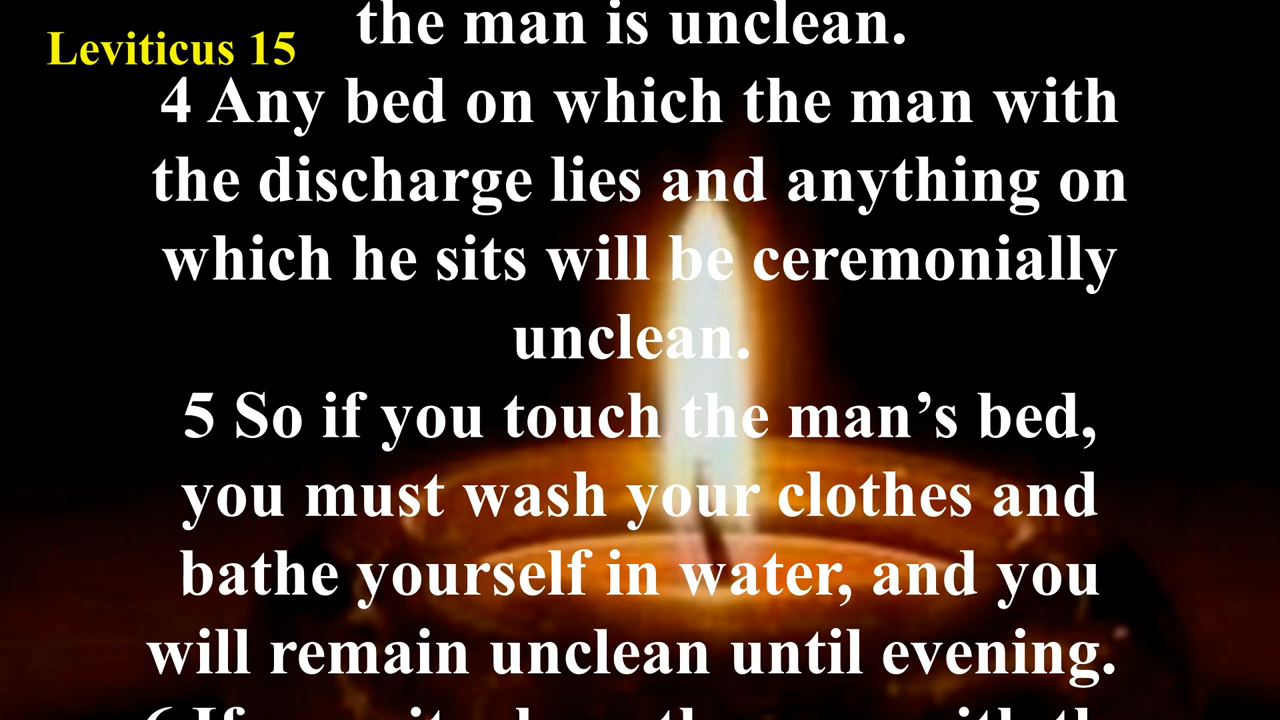 the man is unclean.
Leviticus 15
4 Any bed on which the man with
the discharge lies and anything on
which he sits will be ceremonially
unclean.
5 So if you touch the man’s bed,
you must wash your clothes and
bathe yourself in water, and you
will remain unclean until evening.